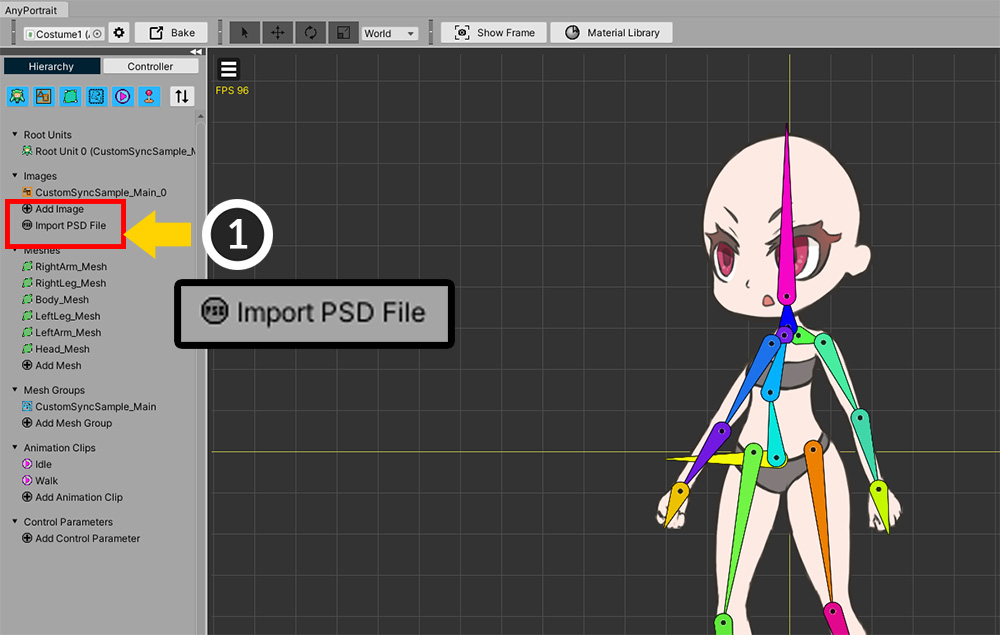 AnyPortrait
Costume1 (
Bake
World
Show Frame
Material Library
Hierarchy
Controller
FPS 96
Root Units
Root Unit 0 (CustomSyncSample_M
Images
CustomSyncSample_Main_0
Add Image
Import PSD File
1
Meshes
RightArm_Mesh
RightLeg_Mesh
Body_Mesh
LeftLeg_Mesh
LeftArm_Mesh
Head_Mesh
Add Mesh
PSD Import PSD File
Mesh Groups
CustomSyncSample_Main
Add Mesh Group
Animation Clips
Idle
Walk
Add Animation Clip
Control Parameters
Add Control Parameter